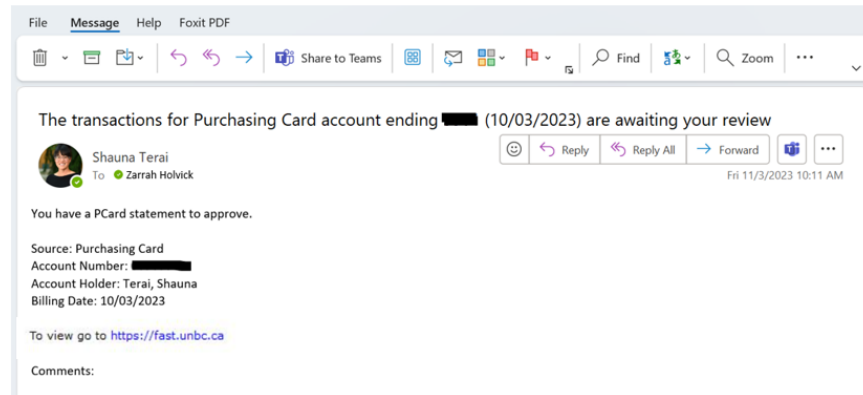 File Message Help Foxit PDF
Share to Teams Find Zoom
The transactions for Purchasing Card account ending (10/03/2023) are awaiting your review
Shauna Terai
Reply Reply All Forward
To Zarrah Holvick
Fri 11/3/2023 10:11 AM
You have a PCard statement to approve.
Source: Purchasing Card
Account Number:
Account Holder: Terai, Shauna
Billing Date: 10/03/2023
To view go to https://fast.unbc.ca
Comments: